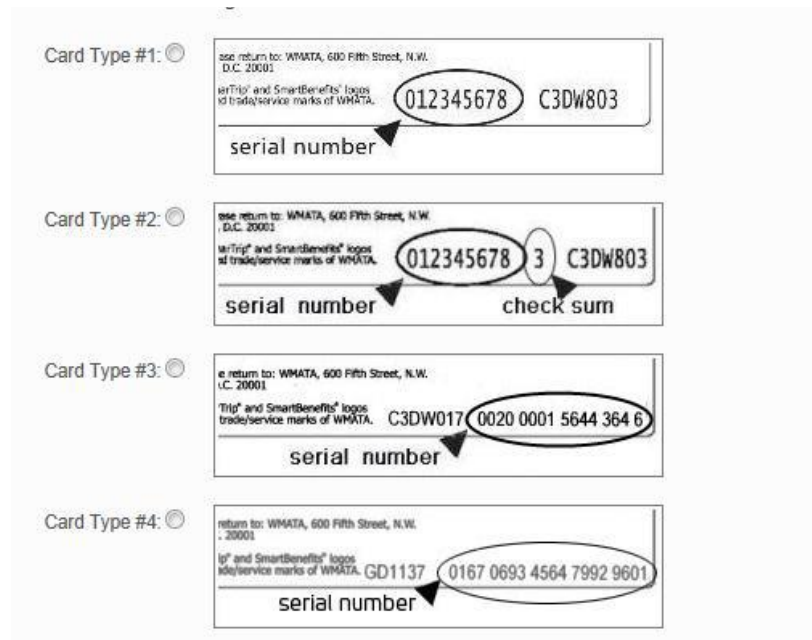 Card Type #1:
ase return to: WMATA, 600 Fifth Street, N.W.
D.C. 20001
arTrip® and SmartBenefits® logos
d trade/service marks of WMATA.
012345678 C3DW803
serial number
Card Type #2:
ase return to: WMATA, 600 Fifth Street, N.W.
, D.C. 20001
arTrip® and SmartBenefits® logos
d trade/service marks of WMATA.
012345678 3 C3DW803
serial number check sum
Card Type #3:
e return to: WMATA, 600 Fifth Street, N.W.
.C. 20001
Trip® and SmartBenefits® logos
trade/service marks of WMATA. C3DW017 0020 0001 5644 364 6
serial number
Card Type #4:
return to: WMATA, 600 Fifth Street, N.W.
. 20001
ip® and SmartBenefits® logos
ade/service marks of WMATA. GD1137 0167 0693 4564 7992 9601
serial number